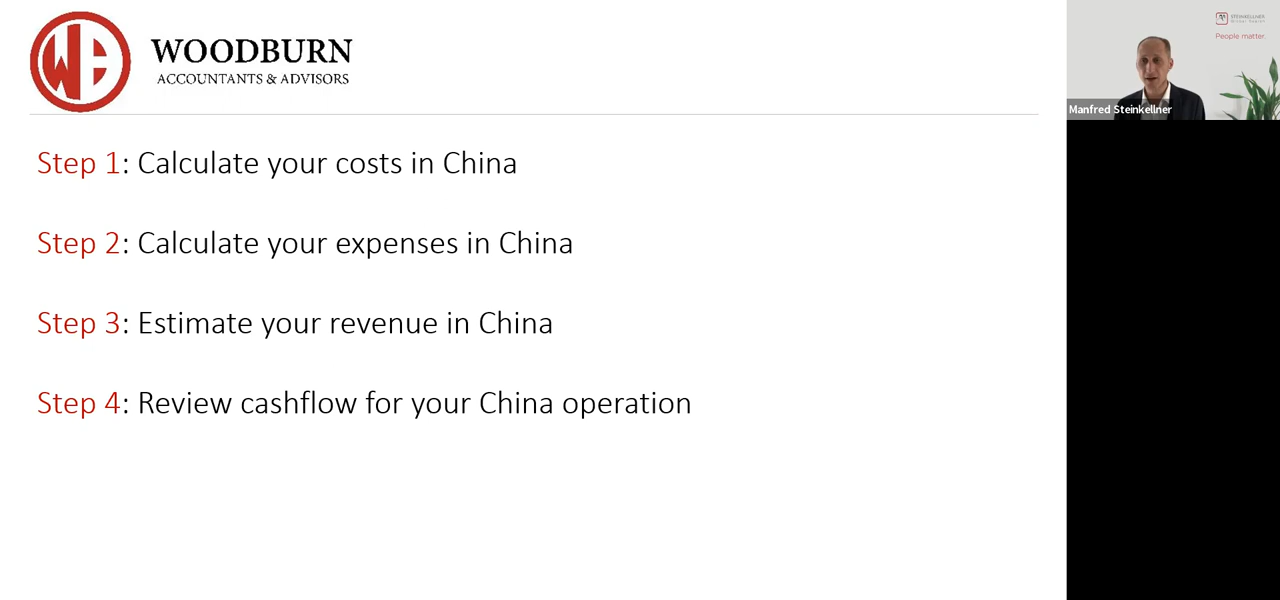 WOODBURN
ACCOUNTANTS & ADVISORS
Step 1: Calculate your costs in China
Step 2: Calculate your expenses in China
Step 3: Estimate your revenue in China
Step 4: Review cashflow for your China operation
STEINKELLNER
People matter.
Manfred Steinkellner